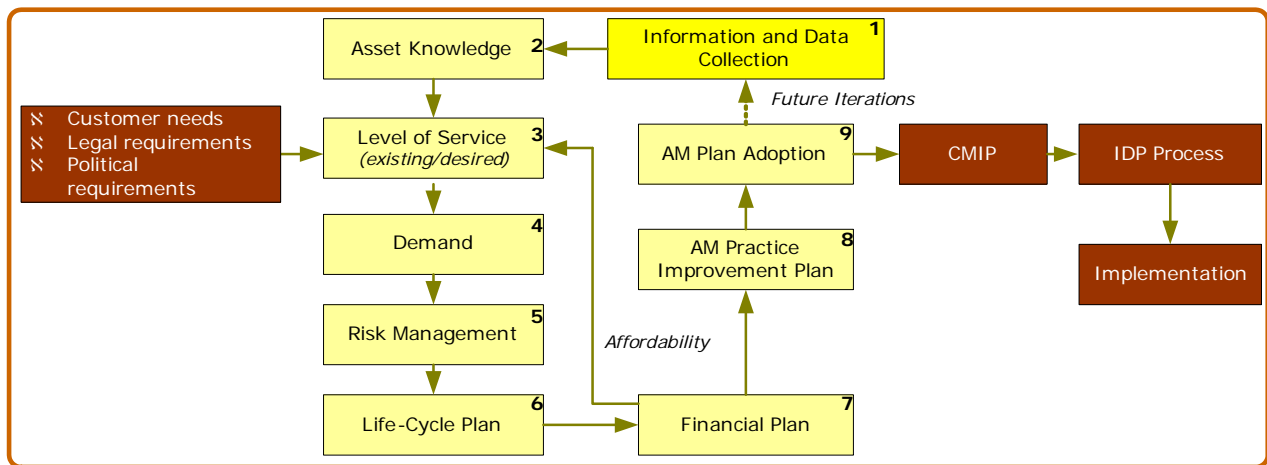 Information and Data
Collection
1
Asset Knowledge
2
Future Iterations
ℵ Customer needs
ℵ Legal requirements
ℵ Political
requirements
Level of Service
(existing/desired)
3
AM Plan Adoption
9
CMIP
IDP Process
Demand
4
AM Practice
Improvement Plan
8
Implementation
Risk Management
5
Affordability
Life-Cycle Plan
6
Financial Plan
7